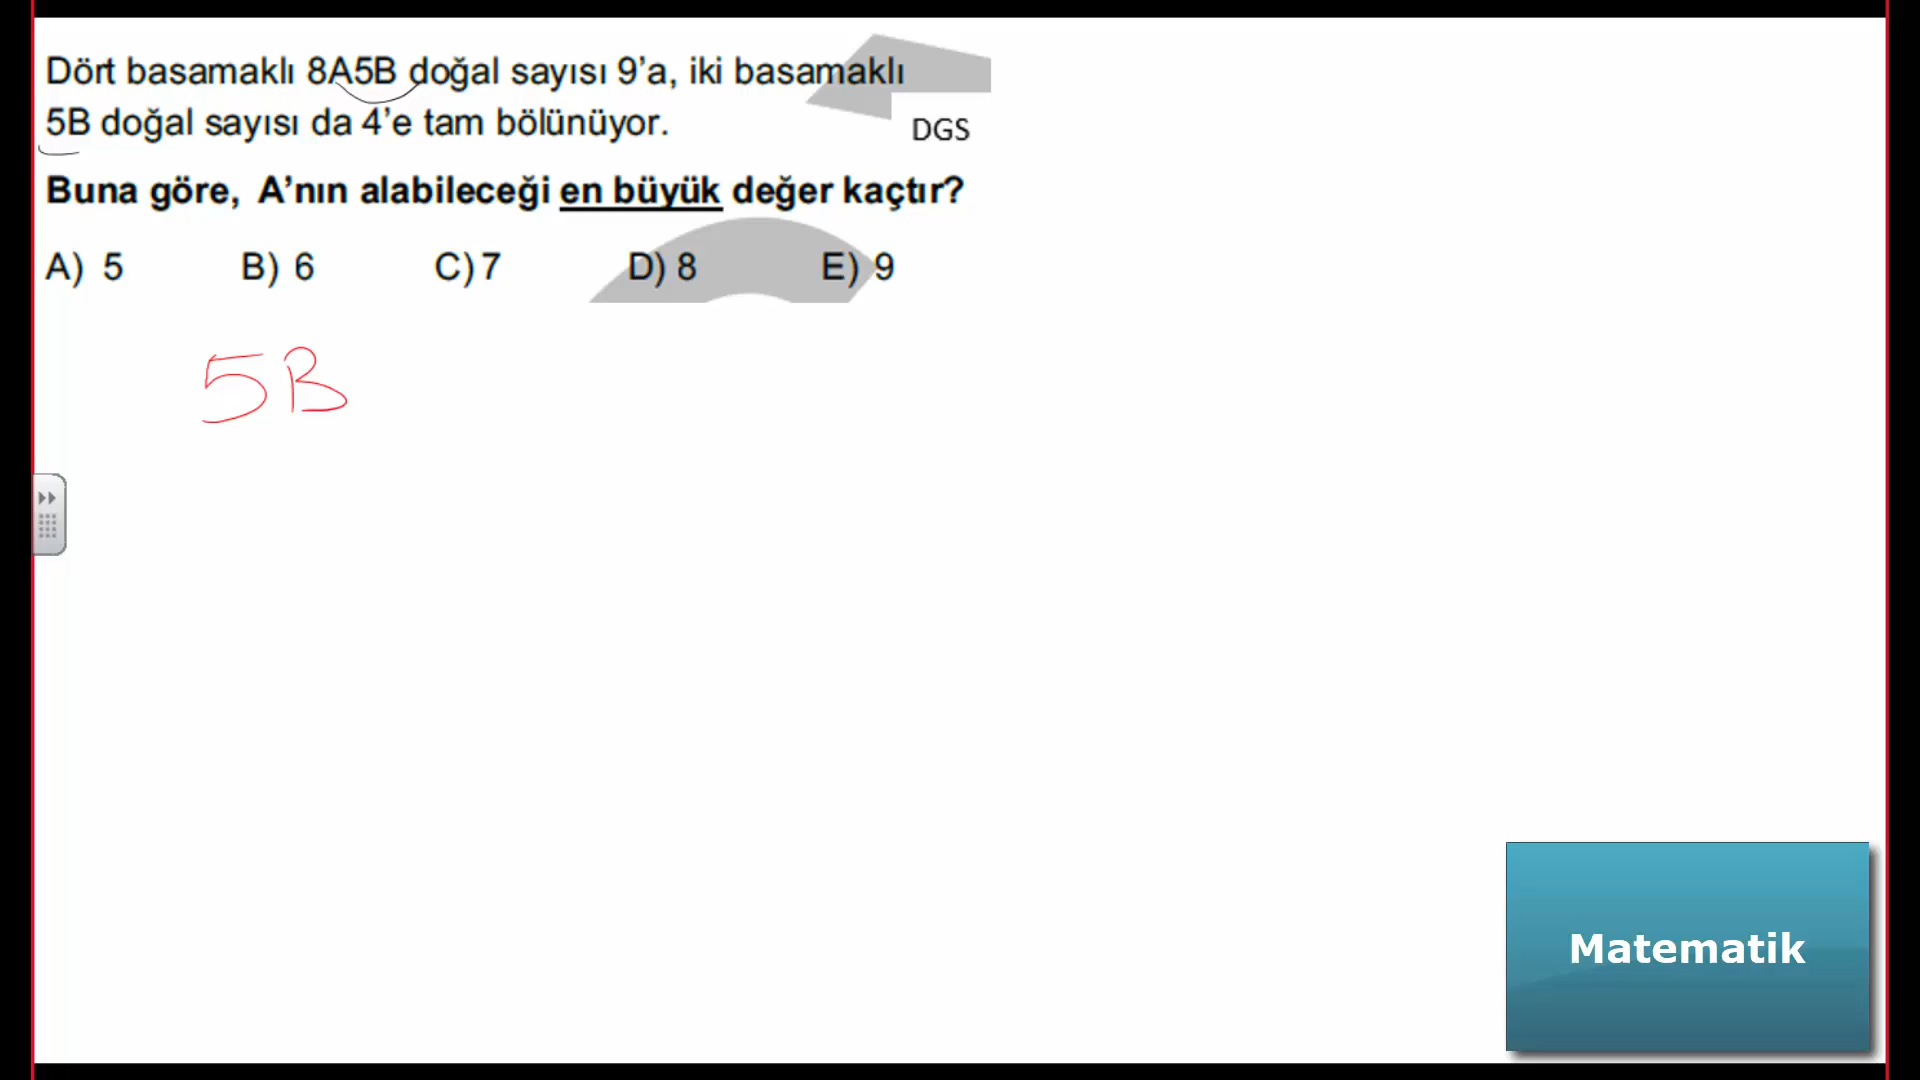 Dört basamaklı 8A5B doğal sayısı 9’a, iki basamaklı
5B doğal sayısı da 4’e tam bölünüyor.
DGS
Buna göre, A’nın alabileceği en büyük değer kaçtır?
A) 5 B) 6 C) 7 D) 8 E) 9
5B
Matematik